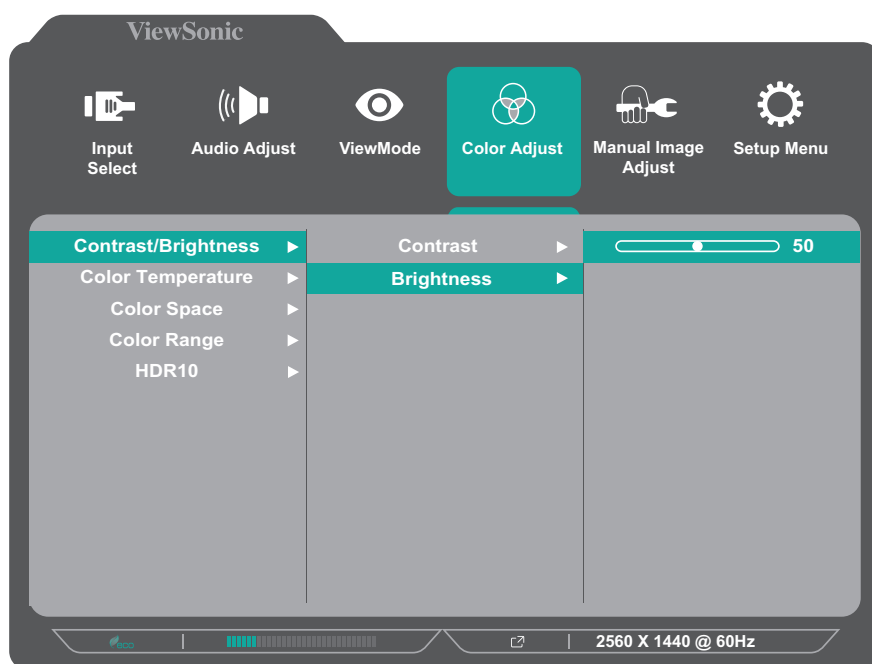 ViewSonic
Input Select
Audio Adjust
ViewMode
Color Adjust
Manual Image Adjust
Setup Menu
Contrast/Brightness
Contrast
50
Color Temperature
Brightness
Color Space
Color Range
HDR10
eco
2560 X 1440 @ 60Hz